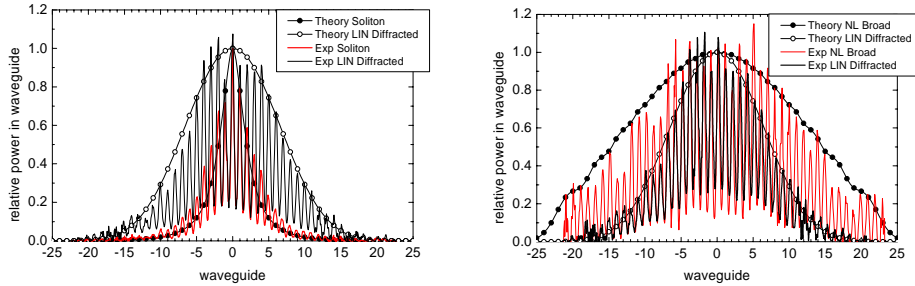 1.2
1.0
0.8
0.6
0.4
0.2
0.0
relative power in waveguide
-25 -20 -15 -10 -5 0 5 10 15 20 25
waveguide
Theory Soliton
Theory LIN Diffracted
Exp Soliton
Exp LIN Diffracted
1.2
1.0
0.8
0.6
0.4
0.2
0.0
relative power in waveguide
-25 -20 -15 -10 -5 0 5 10 15 20 25
waveguide
Theory NL Broad
Theory LIN Diffracted
Exp NL Broad
Exp LIN Diffracted